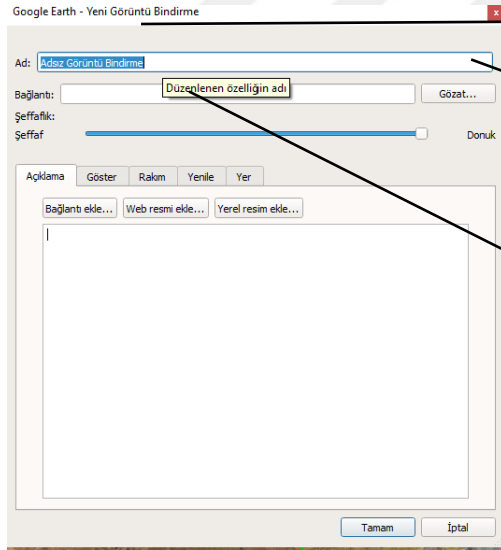 Google Earth - Yeni Görüntü Bindirme
x
Ad: Adsız Görüntü Bindirme
Düzenlenen özelliğin adı
Bağlantı: Gözat...
Şeffaflık:
Şeffaf Donuk
Açıklama Göster Rakım Yenile Yer
Bağlantı ekle... Web resmi ekle... Yerel resim ekle...
Tamam İptal